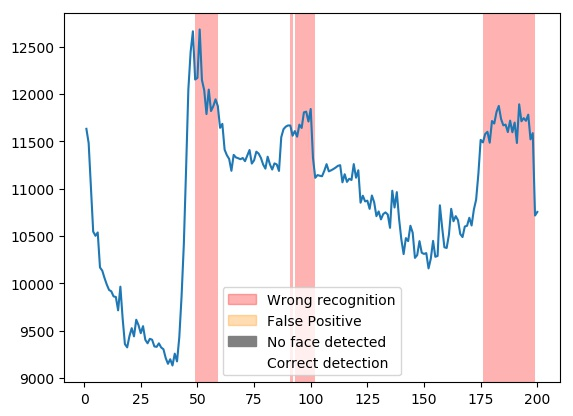 12500
12000
11500
11000
10500
10000
9500
9000
Wrong recognition
False Positive
No face detected
Correct detection
0 25 50 75 100 125 150 175 200